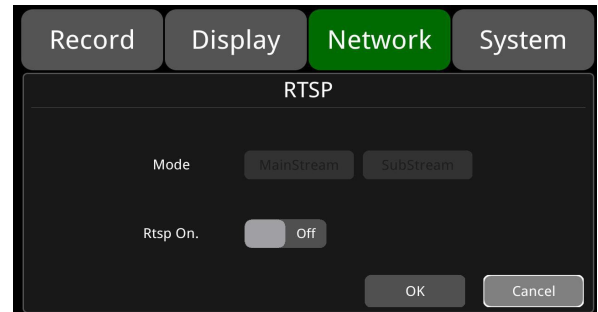 Record Display Network System
RTSP
Mode MainStream SubStream
Rtsp On. Off
OK Cancel